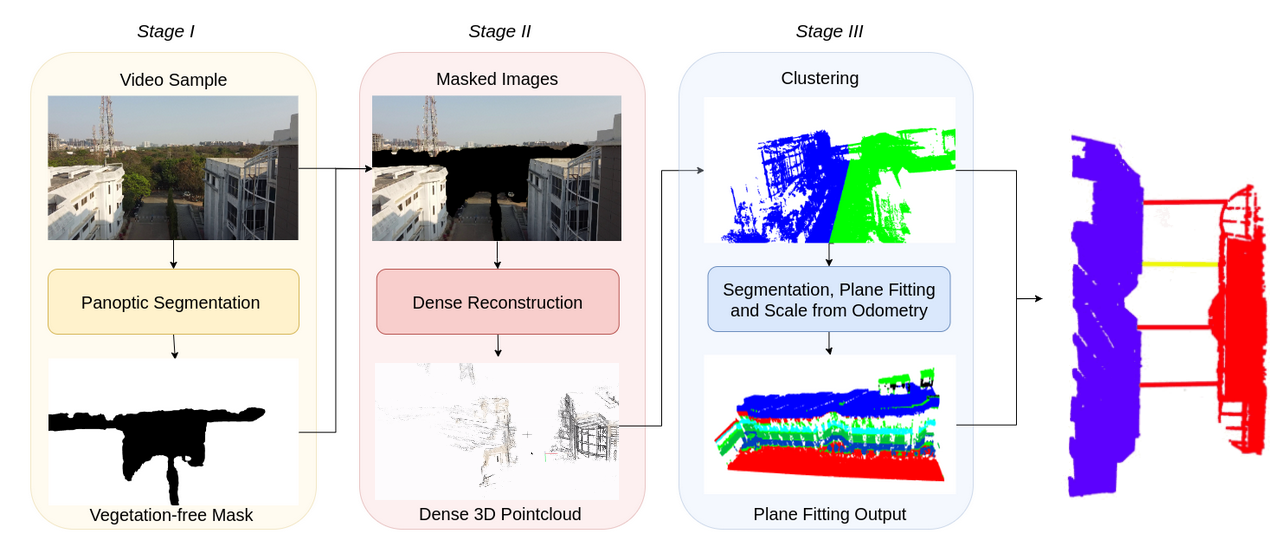 Stage I
Stage II
Stage III
Video Sample
Masked Images
Clustering
Panoptic Segmentation
Dense Reconstruction
Segmentation, Plane Fitting
and Scale from Odometry
Vegetation-free Mask
Dense 3D Pointcloud
Plane Fitting Output